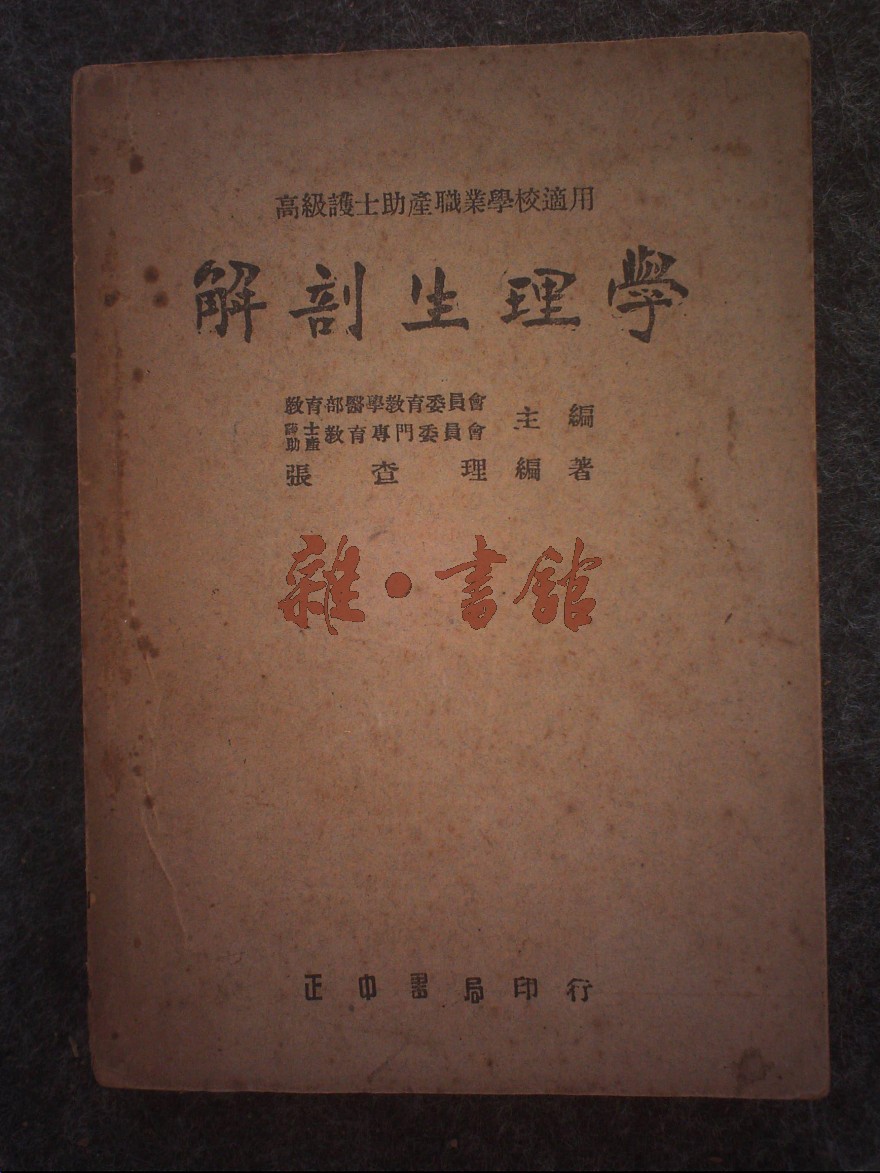 高級護士助產職業學校適用
解剖生理學
教育部醫學教育委員會 主編
護士助產教育專門委員會
張查理編著
雜·書館
正中書局印行